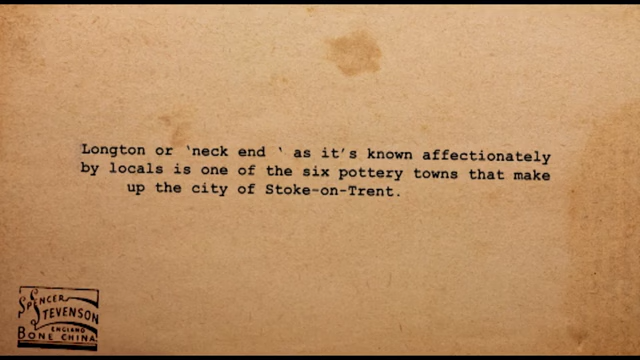 Longton or ‵neck end ‵ as it's known affectionately
by locals is one of the six pottery towns that make
up the city of Stoke-on-Trent.
SPENCER
STEVENSON
ENGLAND
BONE CHINA